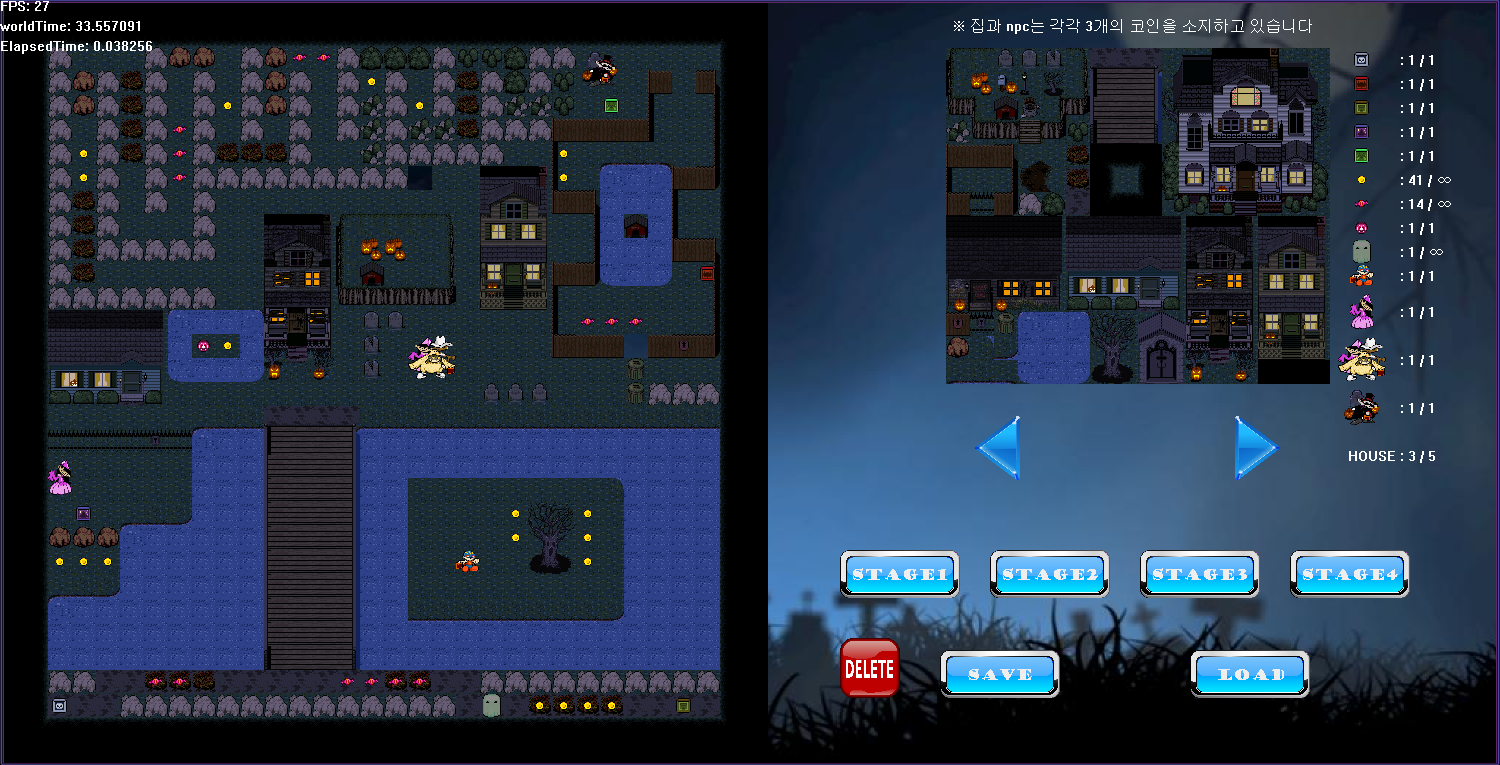 FPS: 27
worldTime: 33.557091
ElapsedTime: 0.038256
※ 집과 npc는 각각 3개의 코인을 소지하고 있습니다
: 1 / 1
: 1 / 1
: 1 / 1
: 1 / 1
: 1 / 1
: 41 / ∞
: 14 / ∞
: 1 / 1
: 1 / ∞
: 1 / 1
: 1 / 1
: 1 / 1
: 1 / 1
HOUSE : 3 / 5
STAGE1
STAGE2
STAGE3
STAGE4
DELETE
SAVE
LOAD